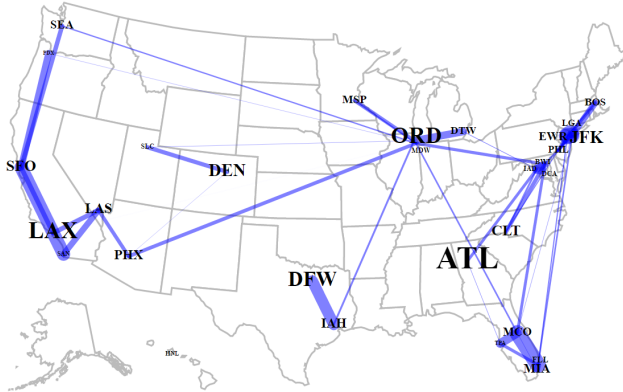 SEA
PDX
MSP
BOS
LGA
ORD
DTW
EWR
JFK
MDW
PHL
SLC
BWI
SFO
DEN
IAD
DCA
LAS
LAX
CLT
SAN
PHX
ATL
DFW
IAH
MCO
TPA
HNL
FLL
MIA